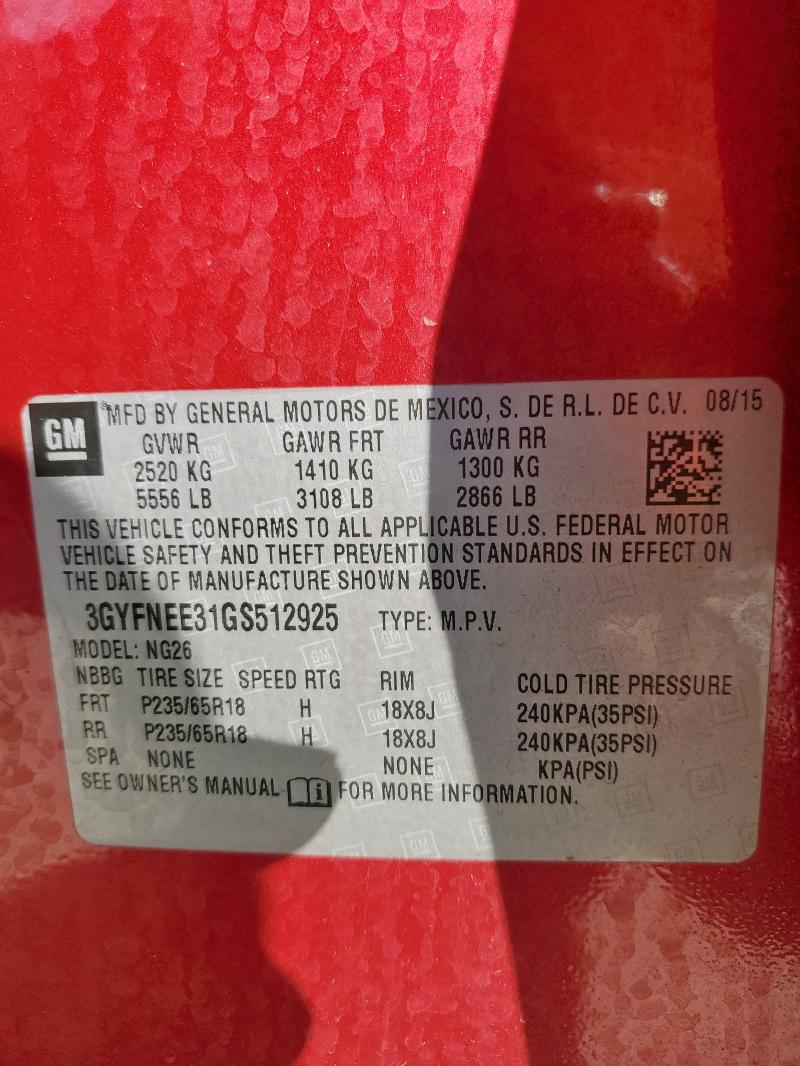 GM MFD BY GENERAL MOTORS DE MEXICO, S. DE R.L. DE C.V. 08/15
GVWR GAWR FRT GAWR RR
2520 KG 1410 KG 1300 KG
5556 LB 3108 LB 2866 LB
THIS VEHICLE CONFORMS TO ALL APPLICABLE U.S. FEDERAL MOTOR
VEHICLE SAFETY AND THEFT PREVENTION STANDARDS IN EFFECT ON
THE DATE OF MANUFACTURE SHOWN ABOVE.
3GYFNEE31GS512925 TYPE: M.P.V.
MODEL: NG26
NBBG TIRE SIZE SPEED RTG RIM COLD TIRE PRESSURE
FRT P235/65R18 H 18X8J 240KPA(35PSI)
RR P235/65R18 H 18X8J 240KPA(35PSI)
SPA NONE NONE KPA(PSI)
SEE OWNER'S MANUAL i FOR MORE INFORMATION.